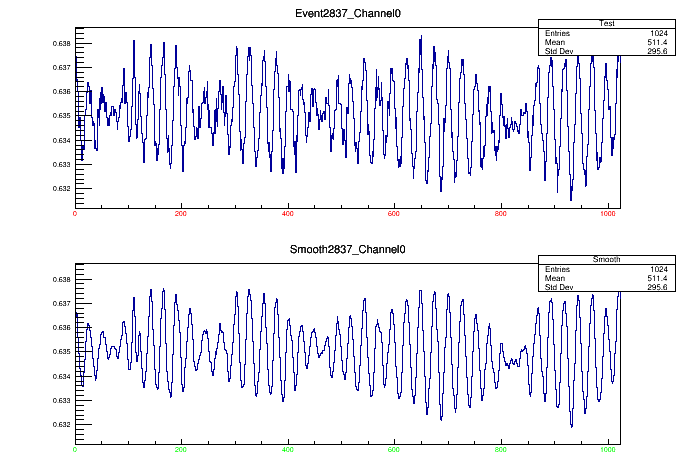 Event2837_Channel0
Test
Entries 1024
Mean 511.4
Std Dev 295.6
0.638
0.637
0.636
0.635
0.634
0.633
0.632
0 200 400 600 800 1000
Smooth2837_Channel0
Smooth
Entries 1024
Mean 511.4
Std Dev 295.6
0.638
0.637
0.636
0.635
0.634
0.633
0.632
0 200 400 600 800 1000